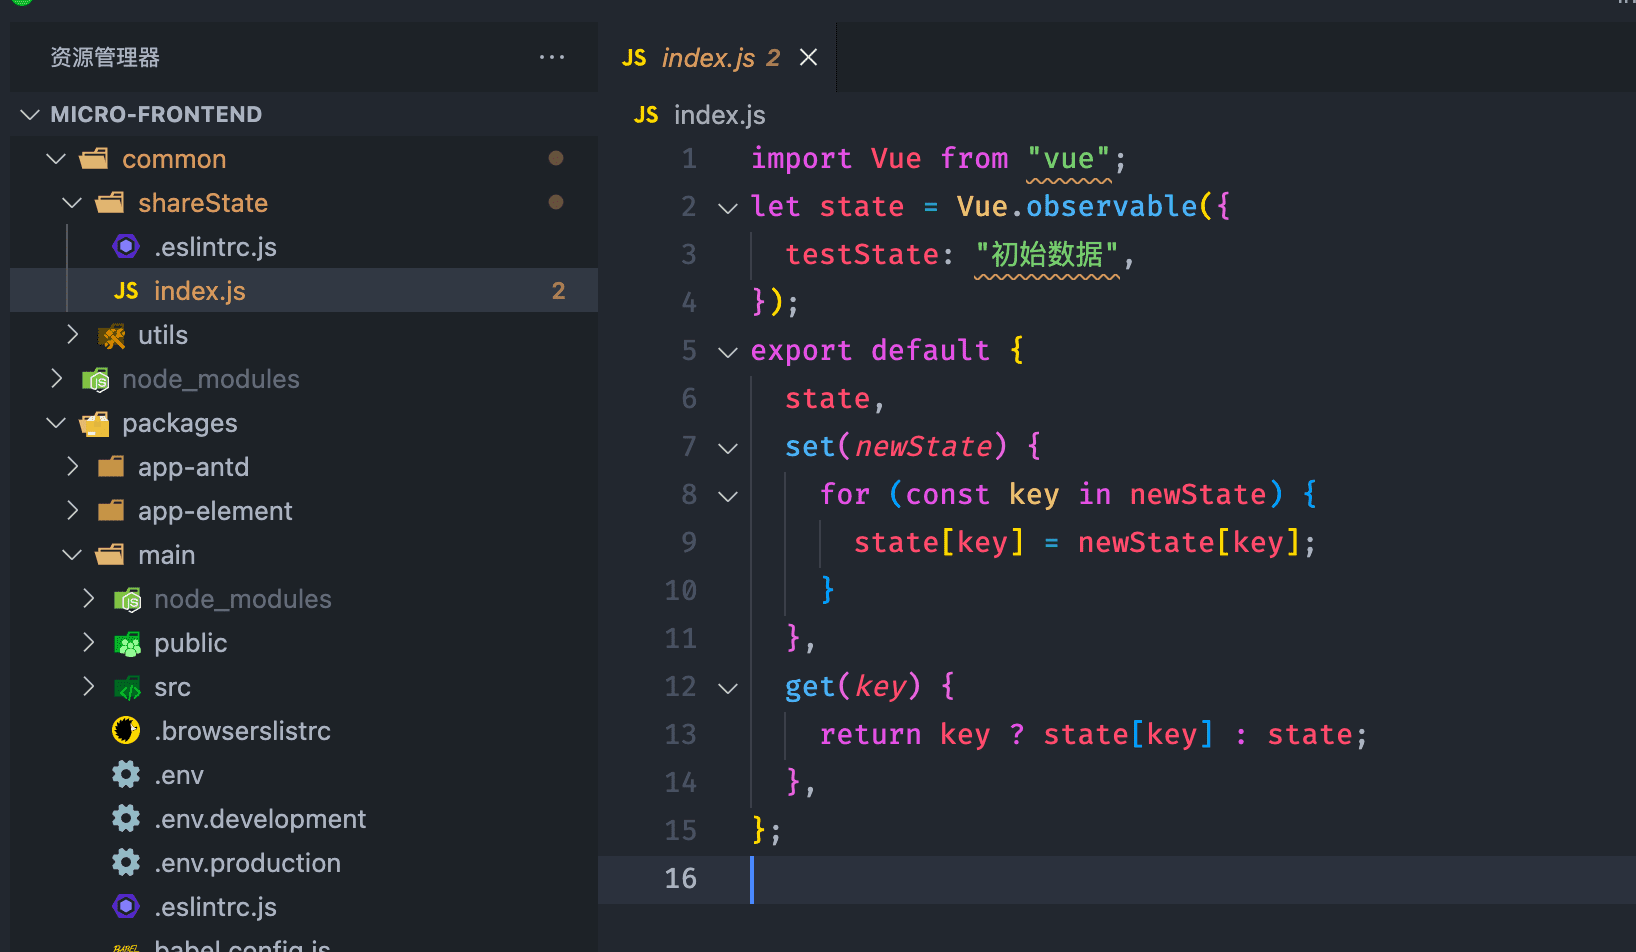 资源管理器 ···
MICRO-FRONTEND
common
shareState
.eslintrc.js
JS index.js 2
utils
node_modules
packages
app-antd
app-element
main
node_modules
public
src
.browserslistrc
.env
.env.development
.env.production
.eslintrc.js
babel.config.js
JS index.js 2
JS index.js
1 import Vue from "vue";
2 let state = Vue.observable({
3 testState: "初始数据",
4 });
5 export default {
6 state,
7 set(newState) {
8 for (const key in newState) {
9 state[key] = newState[key];
10 }
11 },
12 get(key) {
13 return key ? state[key] : state;
14 },
15 };
16